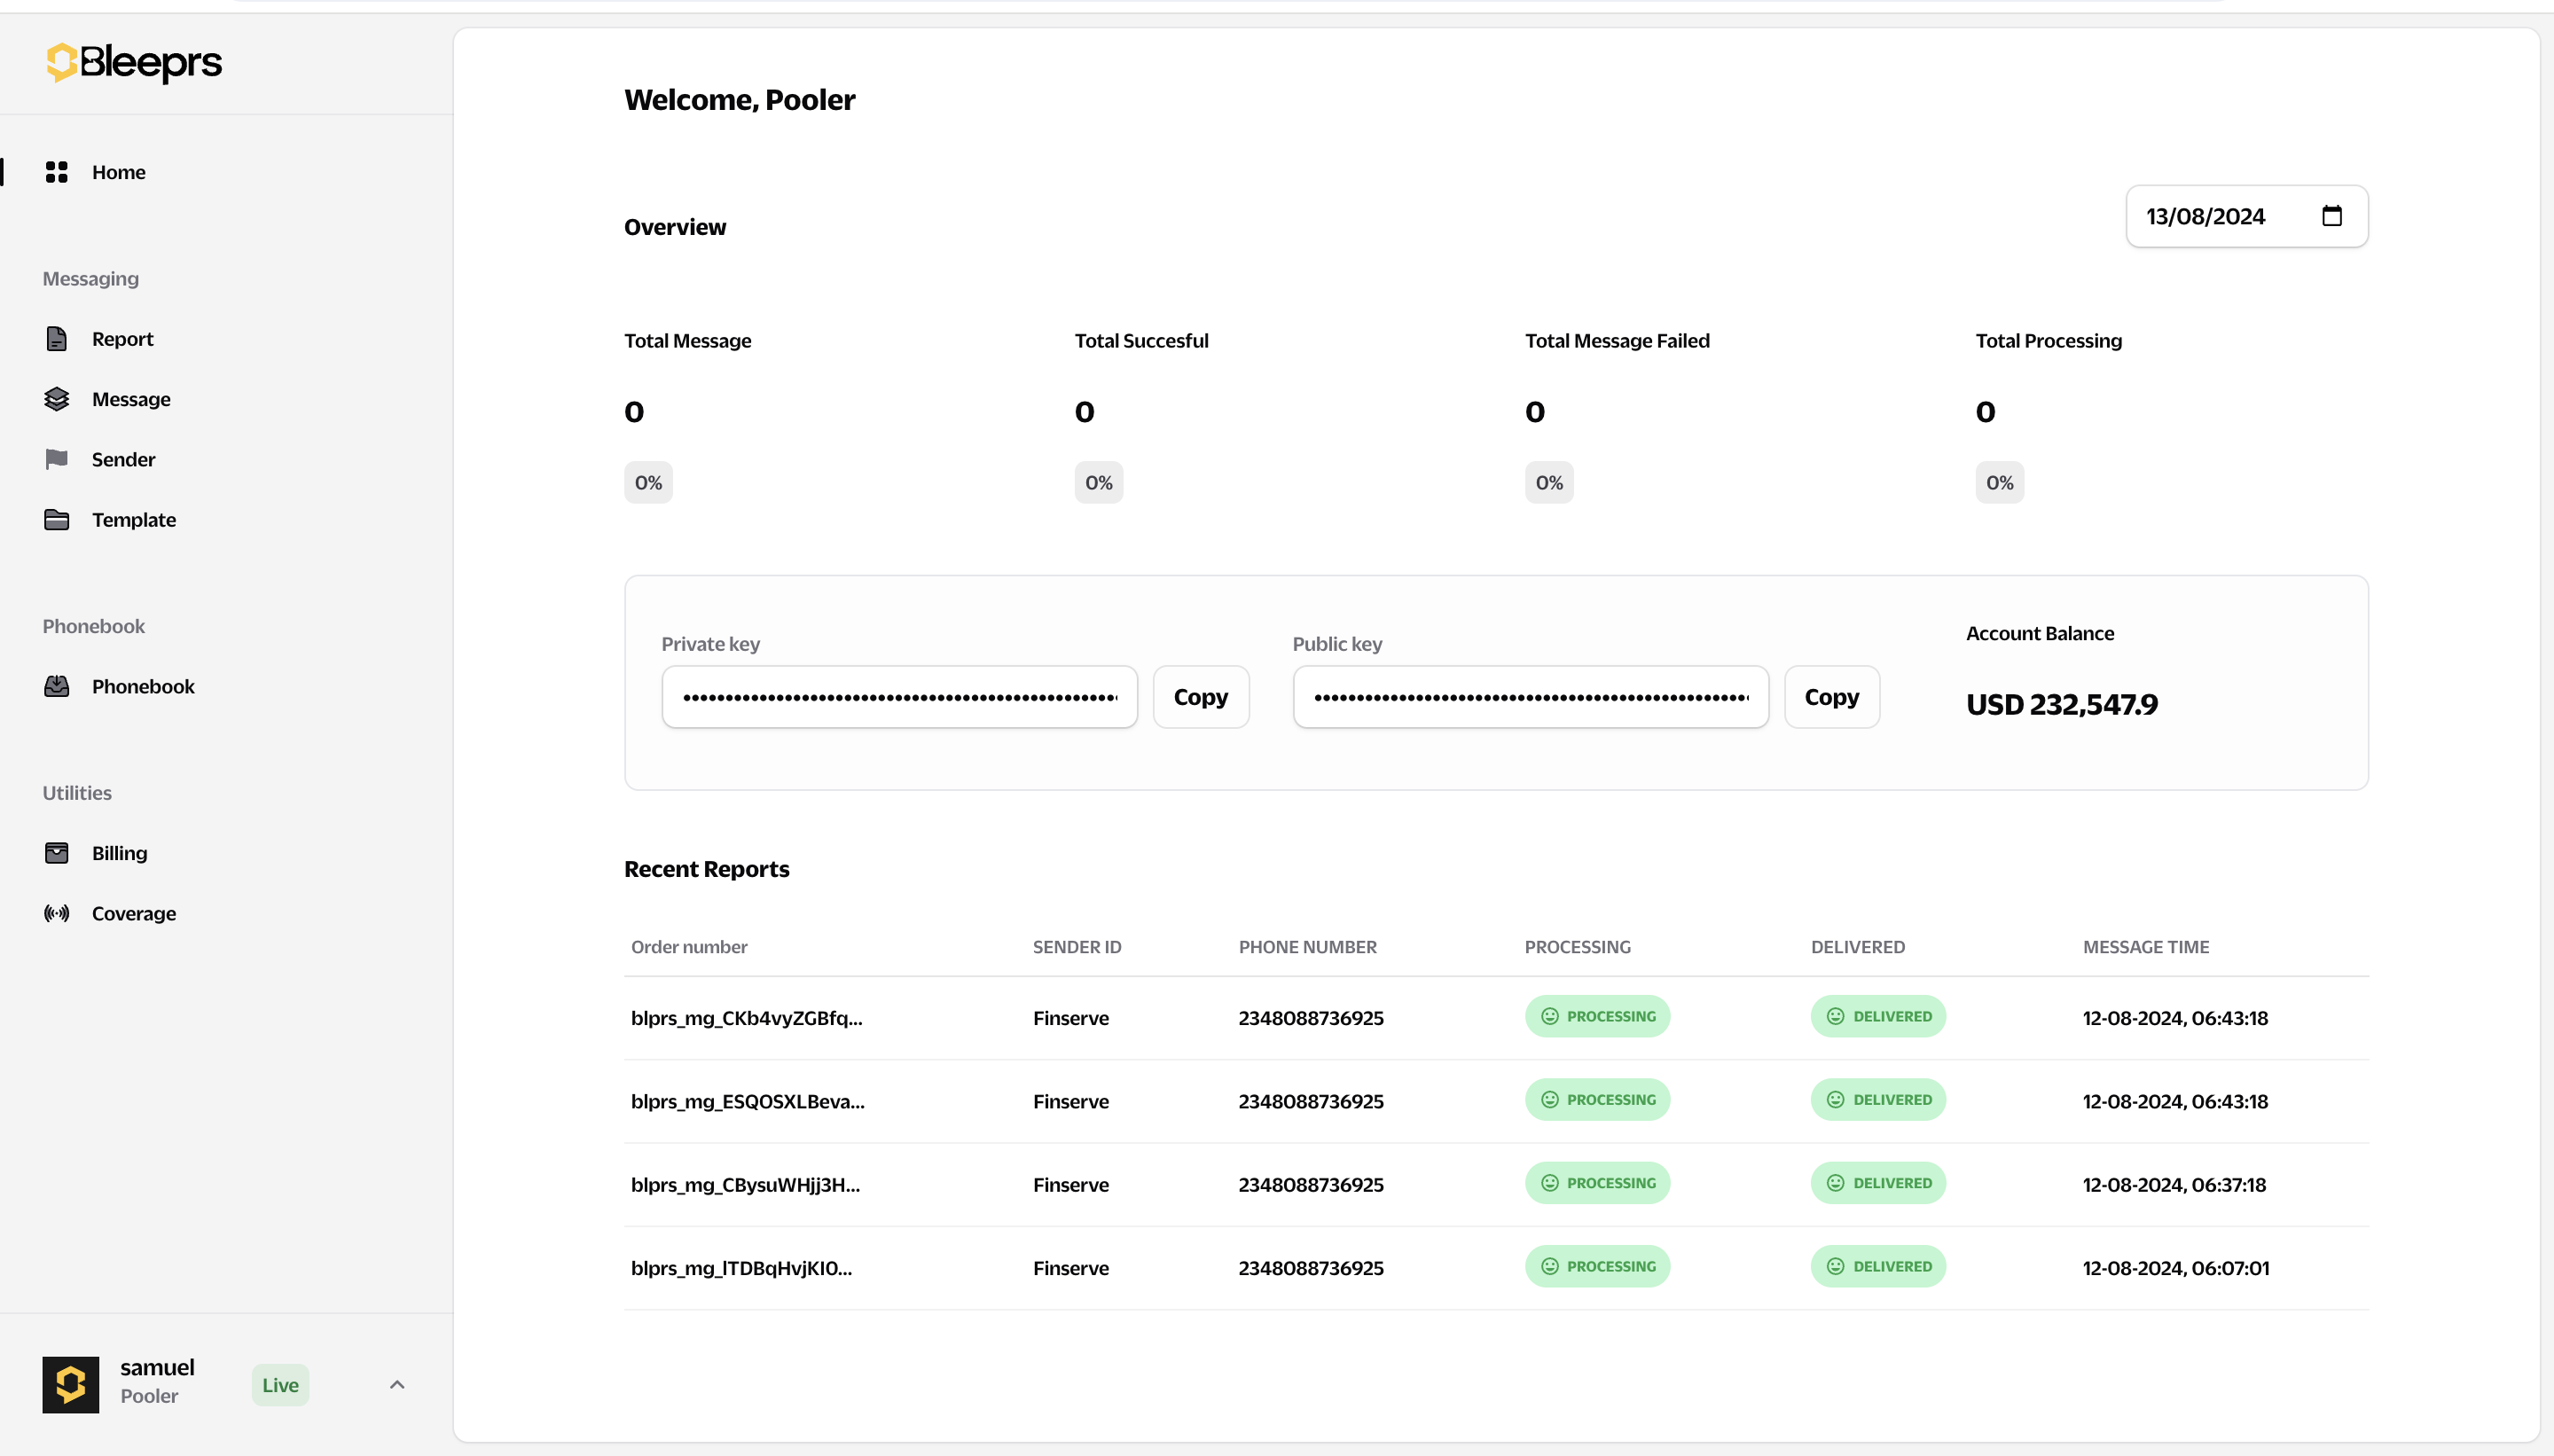 Bleeprs
Home
Messaging
Report
Message
Sender
Template
Phonebook
Phonebook
Utilities
Billing
Coverage
samuel
Pooler
Live
Welcome, Pooler
Overview
13/08/2024
Total Message
Total Succesful
Total Message Failed
Total Processing
0
0
0
0
0%
0%
0%
0%
Private key
Copy
Public key
Copy
Account Balance
USD 232,547.9
Recent Reports
Order number SENDER ID PHONE NUMBER PROCESSING DELIVERED MESSAGE TIME
blprs_mg_CKb4vyZGBfq... Finserve 2348088736925 PROCESSING DELIVERED 12-08-2024, 06:43:18
blprs_mg_ESQOSXLBeva... Finserve 2348088736925 PROCESSING DELIVERED 12-08-2024, 06:43:18
blprs_mg_CBysuWHjj3H... Finserve 2348088736925 PROCESSING DELIVERED 12-08-2024, 06:37:18
blprs_mg_lTDBqHvjKI0... Finserve 2348088736925 PROCESSING DELIVERED 12-08-2024, 06:07:01